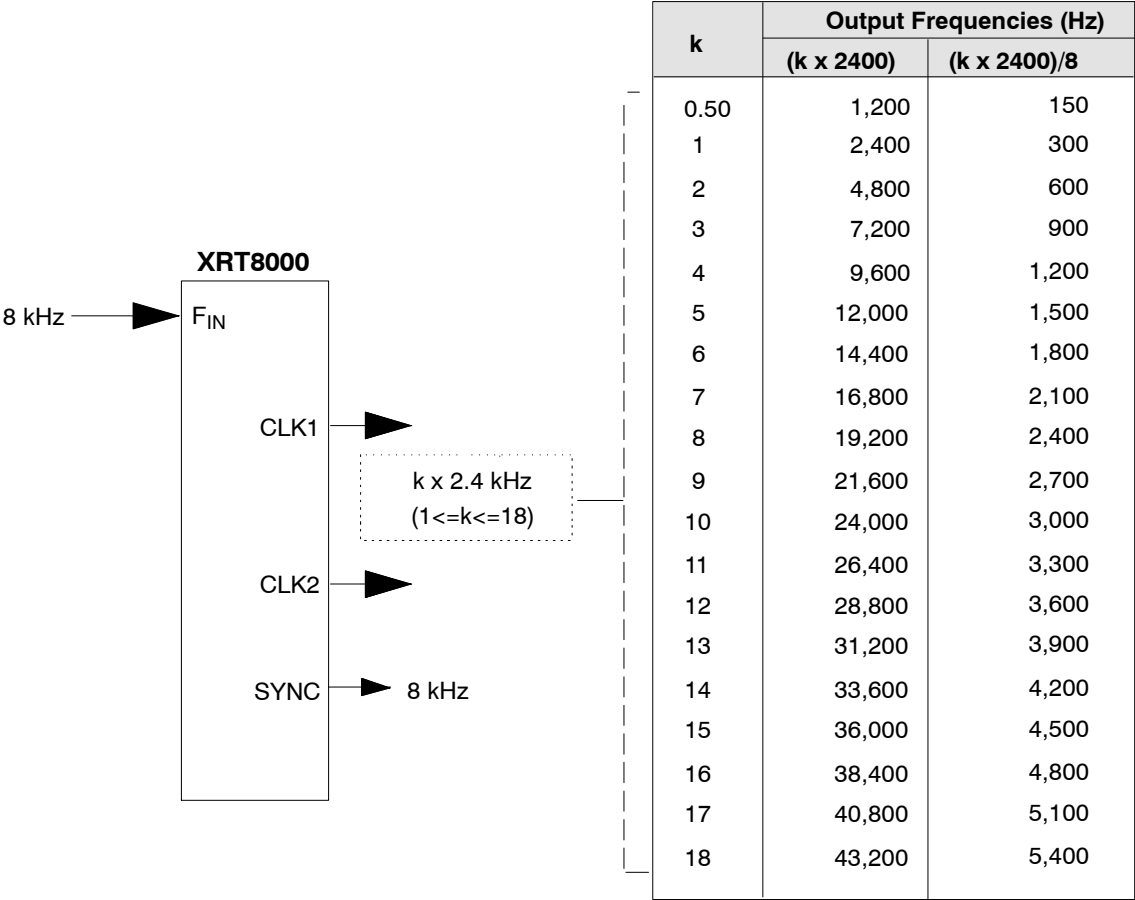 XRT8000
8 kHz
FIN
CLK1
k x 2.4 kHz
(1<=k<=18)
CLK2
SYNC
8 kHz
k
Output Frequencies (Hz)
(k x 2400) (k x 2400)/8
0.50 1,200 150
1 2,400 300
2 4,800 600
3 7,200 900
4 9,600 1,200
5 12,000 1,500
6 14,400 1,800
7 16,800 2,100
8 19,200 2,400
9 21,600 2,700
10 24,000 3,000
11 26,400 3,300
12 28,800 3,600
13 31,200 3,900
14 33,600 4,200
15 36,000 4,500
16 38,400 4,800
17 40,800 5,100
18 43,200 5,400